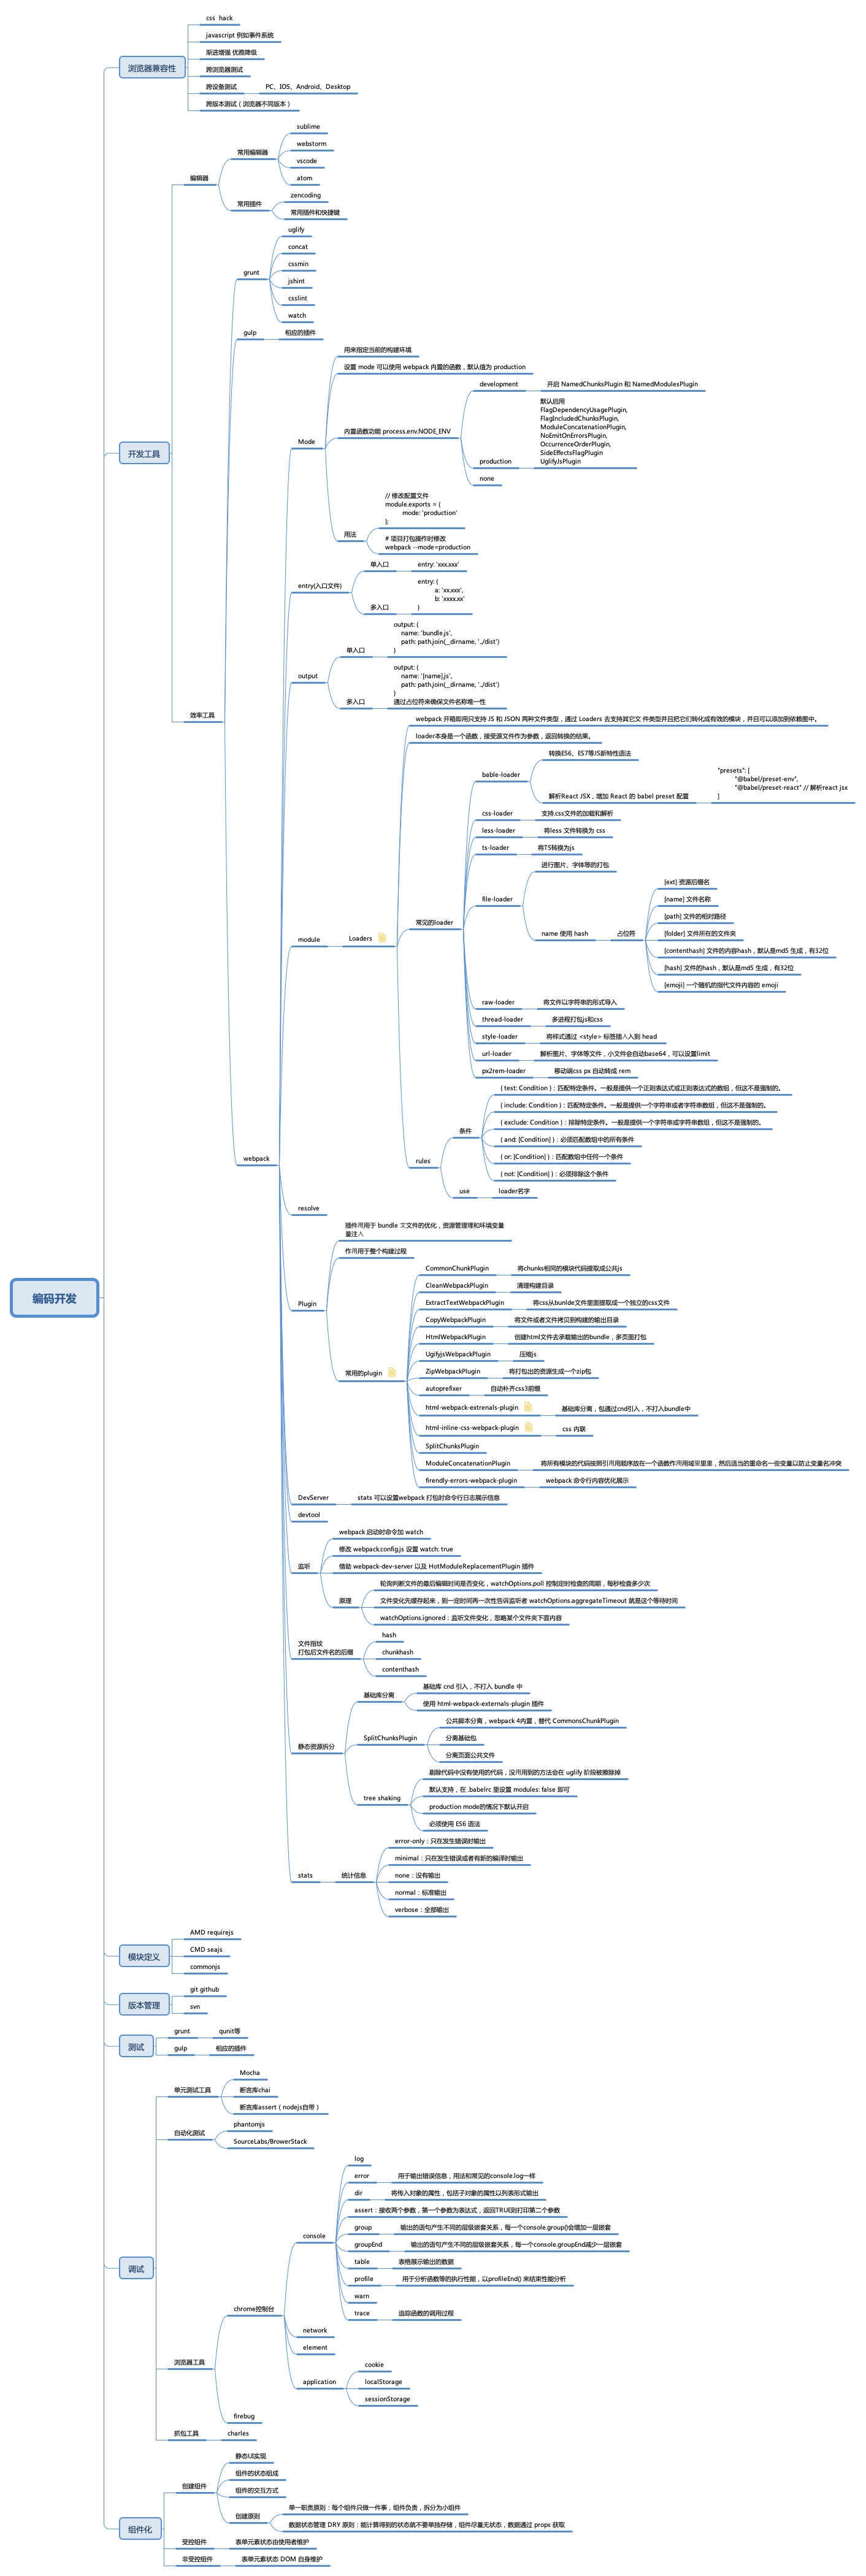 编码开发
浏览器兼容性
css hack
javascript 例如事件系统
渐进增强 优雅降级
跨浏览器测试
跨设备测试
PC、IOS、Android、Desktop
跨版本测试（浏览器不同版本）
开发工具
编辑器
常用编辑器
sublime
webstorm
vscode
atom
常用插件
zencoding
常用插件和快捷键
效率工具
grunt
uglify
concat
cssmin
jshint
csslint
watch
gulp
相应的插件
webpack
Mode
用来指定当前的构建环境
设置 mode 可以使用 webpack 内置的函数，默认值为 production
内置函数功能 process.env.NODE_ENV
development
开启 NamedChunksPlugin 和 NamedModulesPlugin
production
默认启用
FlagDependencyUsagePlugin,
FlagIncludedChunksPlugin,
ModuleConcatenationPlugin,
NoEmitOnErrorsPlugin,
OccurrenceOrderPlugin,
SideEffectsFlagPlugin
UglifyJsPlugin
none
用法
// 修改配置文件
module.exports = {
mode: 'production'
};
# 项目打包操作时修改
webpack --mode=production
entry(入口文件)
单入口
entry: 'xxx.xxx'
多入口
entry: {
a: 'xx.xxx',
b: 'xxxx.xx'
}
output
单入口
output: {
name: 'bundle.js',
path: path.join(__dirname, '../dist')
}
多入口
output: {
name: '[name].js',
path: path.join(__dirname, '../dist')
}
通过占位符来确保文件名称唯一性
module
Loaders
webpack 开箱即用只支持 JS 和 JSON 两种文件类型，通过 Loaders 去支持其它文 件类型并且把它们转化成有效的模块，并且可以添加到依赖图中。
loader本身是一个函数，接受源文件作为参数，返回转换的结果。
常见的loader
bable-loader
转换ES6、ES7等JS新特性语法
解析React JSX，增加 React 的 babel preset 配置
"presets": [
"@babel/preset-env",
"@babel/preset-react" // 解析react jsx
]
css-loader
支持.css文件的加载和解析
less-loader
将less 文件转换为 css
ts-loader
将TS转换为js
file-loader
进行图片、字体等的打包
name 使用 hash
占位符
[ext] 资源后缀名
[name] 文件名称
[path] 文件的相对路径
[folder] 文件所在的文件夹
[contenthash] 文件的内容hash，默认是md5 生成，有32位
[hash] 文件的hash，默认是md5 生成，有32位
[emoji] 一个随机的指代文件内容的 emoji
raw-loader
将文件以字符串的形式导入
thread-loader
多进程打包js和css
style-loader
将样式通过 <style> 标签插⼊入到 head
url-loader
解析图片、字体等文件，小文件会自动base64，可以设置limit
px2rem-loader
移动端css px 自动转成 rem
rules
条件
{ test: Condition }：匹配特定条件。一般是提供一个正则表达式或正则表达式的数组，但这不是强制的。
{ include: Condition }：匹配特定条件。一般是提供一个字符串或者字符串数组，但这不是强制的。
{ exclude: Condition }：排除特定条件。一般是提供一个字符串或字符串数组，但这不是强制的。
{ and: [Condition] }：必须匹配数组中的所有条件
{ or: [Condition] }：匹配数组中任何一个条件
{ not: [Condition] }：必须排除这个条件
use
loader名字
resolve
Plugin
插件⽤用于 bundle ⽂文件的优化，资源管理理和环境变量
量注⼊
作⽤用于整个构建过程
常用的plugin
CommonChunkPlugin
将chunks相同的模块代码提取成公共js
CleanWebpackPlugin
清理构建目录
ExtractTextWebpackPlugin
将css从bunlde文件里面提取成一个独立的css文件
CopyWebpackPlugin
将文件或者文件拷贝到构建的输出目录
HtmlWebpackPlugin
创建html文件去承载输出的bundle，多页面打包
UgifyjsWebpackPlugin
压缩js
ZipWebpackPlugin
将打包出的资源生成一个zip包
autoprefixer
自动补齐css3前缀
html-webpack-extrenals-plugin
基础库分离，包通过cnd引入，不打入bundle中
html-inline-css-webpack-plugin
css 内联
SplitChunksPlugin
ModuleConcatenationPlugin
将所有模块的代码按照引⽤用顺序放在一个函数作⽤用域⾥里里，然后适当的重命名一些变量以防止变量名冲突
firendly-errors-webpack-plugin
webpack 命令行内容优化展示
DevServer
stats 可以设置webpack 打包时命令行日志展示信息
devtool
监听
webpack 启动时命令加 watch
修改 webpack.config.js 设置 watch: true
借助 webpack-dev-server 以及 HotModuleReplacementPlugin 插件
原理
轮询判断文件的最后编辑时间是否变化，watchOptions.poll 控制定时检查的周期，每秒检查多少次
文件变化先缓存起来，到一定时间再一次性告诉监听者 watchOptions.aggregateTimeout 就是这个等待时间
watchOptions.ignored：监听文件变化，忽略某个文件夹下面内容
文件指纹
打包后文件名的后缀
hash
chunkhash
contenthash
静态资源拆分
基础库分离
基础库 cnd 引入，不打入 bundle 中
使用 html-webpack-externals-plugin 插件
SplitChunksPlugin
公共脚本分离，webpack 4内置，替代 CommonsChunkPlugin
分离基础包
分离页面公共文件
tree shaking
剔除代码中没有使用的代码，没⽤用到的方法会在 uglify 阶段被擦除掉
默认支持，在 .babelrc 里设置 modules: false 即可
production mode的情况下默认开启
必须使用 ES6 语法
stats
统计信息
error-only：只在发生错误时输出
minimal：只在发生错误或者有新的编译时输出
none：没有输出
normal：标准输出
verbose：全部输出
模块定义
AMD requirejs
CMD seajs
commonjs
版本管理
git github
svn
测试
grunt
qunit等
gulp
相应的插件
调试
单元测试工具
Mocha
断言库chai
断言库assert（nodejs自带）
自动化测试
phantomjs
SourceLabs/BrowerStack
浏览器工具
chrome控制台
console
log
error
用于输出错误信息，用法和常见的console.log一样
dir
将传入对象的属性，包括子对象的属性以列表形式输出
assert：接收两个参数，第一个参数为表达式，返回TRUE则打印第二个参数
group
输出的语句产生不同的层级嵌套关系，每一个console.group()会增加一层嵌套
groupEnd
输出的语句产生不同的层级嵌套关系，每一个console.groupEnd减少一层嵌套
table
表格展示输出的数据
profile
用于分析函数等的执行性能，以profileEnd() 来结束性能分析
warn
trace
追踪函数的调用过程
network
element
application
cookie
localStorage
sessionStorage
firebug
抓包工具
charles
组件化
创建组件
静态UI实现
组件的状态组成
组件的交互方式
创建原则
单一职责原则：每个组件只做一件事，组件负责，拆分为小组件
数据状态管理 DRY 原则：能计算得到的状态就不要单独存储，组件尽量无状态，数据通过 props 获取
受控组件
表单元素状态由使用者维护
非受控组件
表单元素状态 DOM 自身维护